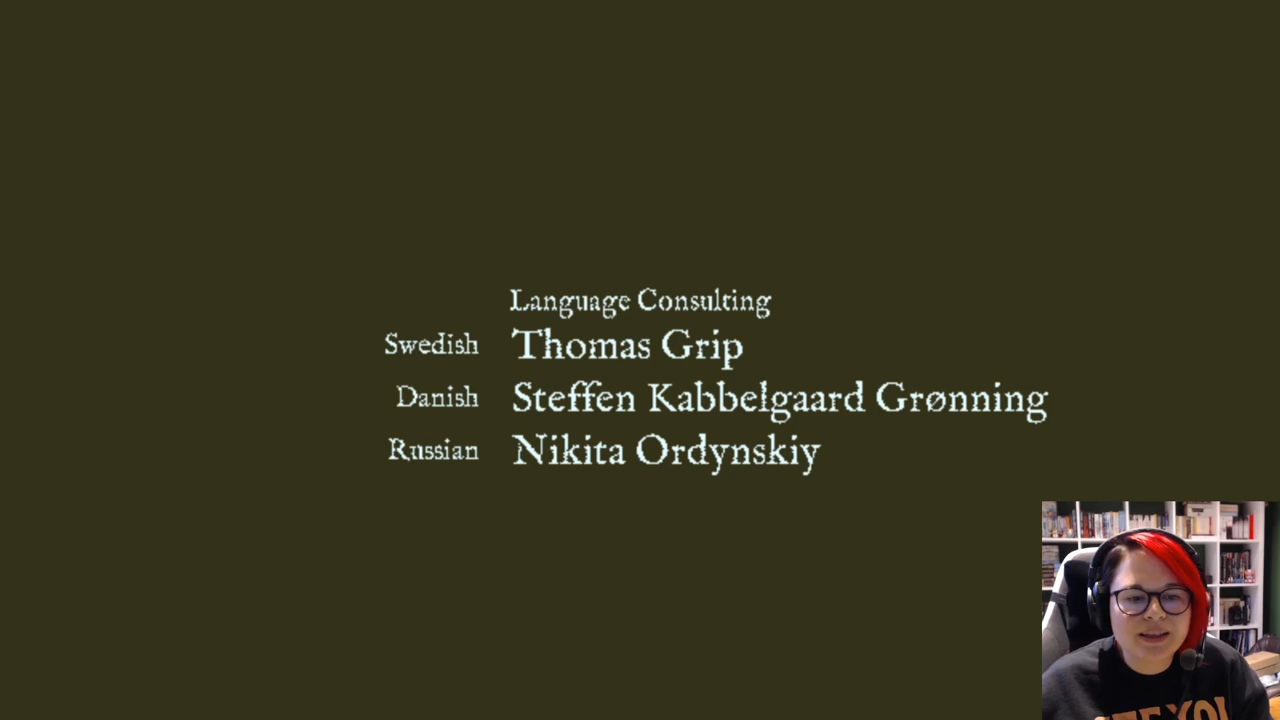 Language Consulting
Swedish Thomas Grip
Danish Steffen Kabbelgaard Grønning
Russian Nikita Ordynskiy